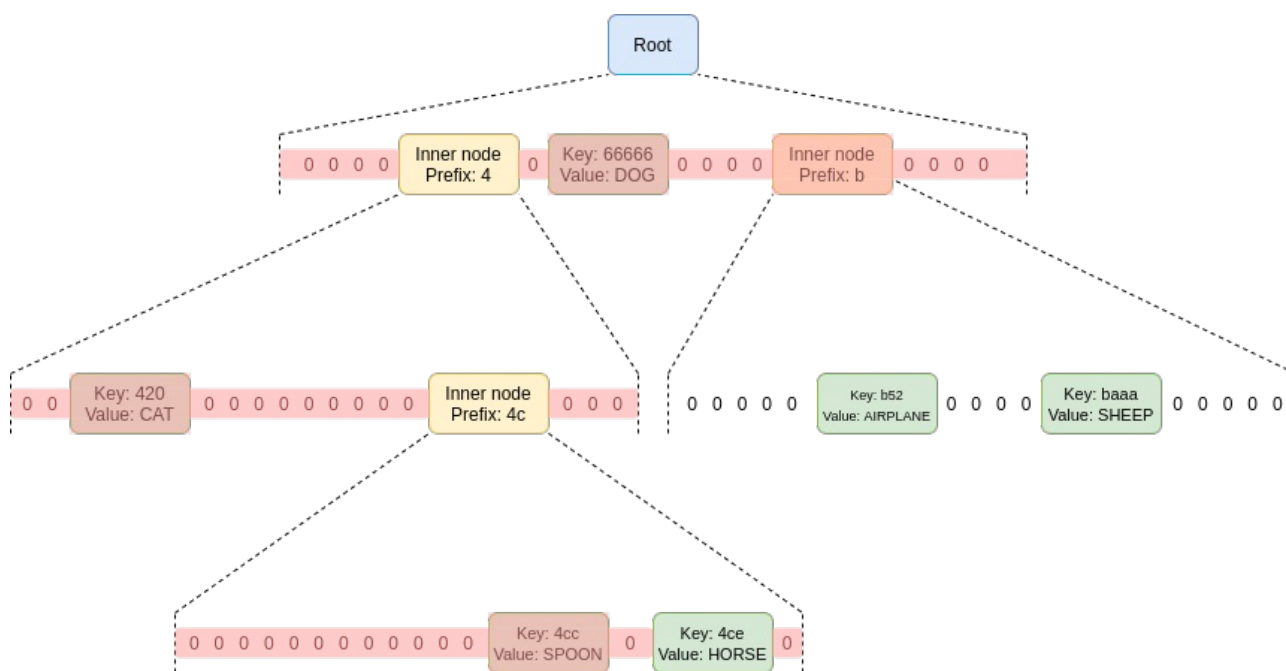 Root
0 0 0 0 Inner node 0 Key: 66666 0 0 0 0 Inner node 0 0 0 0
Prefix: 4 Value: DOG Prefix: b
0 0 Key: 420 0 0 0 0 0 0 0 0 0 Inner node 0 0 0 0 0 0 0 0 Key: b52 0 0 0 0 Key: baaa 0 0 0 0 0
Value: CAT Prefix: 4c Value: AIRPLANE Value: SHEEP
0 0 0 0 0 0 0 0 0 0 0 0 Key: 4cc 0 Key: 4ce 0
Value: SPOON Value: HORSE